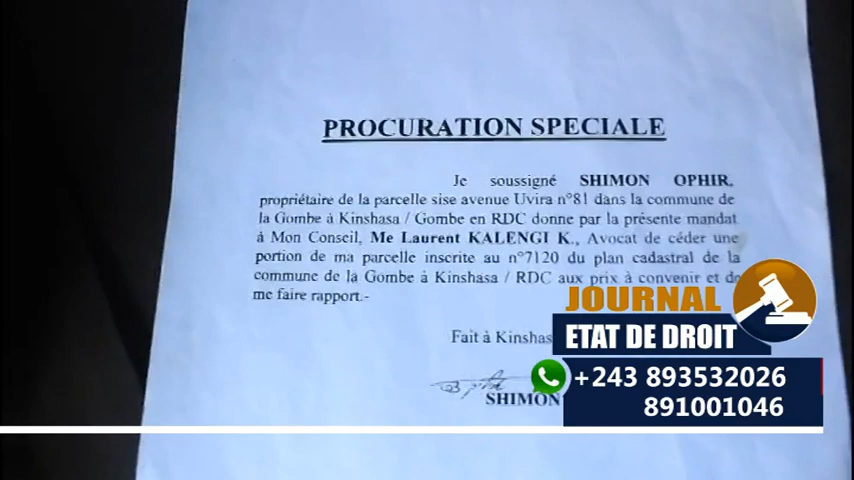 PROCURATION SPECIALE
Je soussigné SHIMON OPHIR,
propriétaire de la parcelle sise avenue Uvira n°81 dans la commune de
la Gombe à Kinshasa / Gombe en RDC donne par la présente mandat
à Mon Conseil, Me Laurent KALENGI K., Avocat de céder une
portion de ma parcelle inscrite au n°7120 du plan cadastral de la
commune de la Gombe à Kinshasa / RDC aux prix à convenir et de
me faire rapport.-
Fait à Kinshas
SHIMON
JOURNAL
ETAT DE DROIT
+243 893532026
891001046